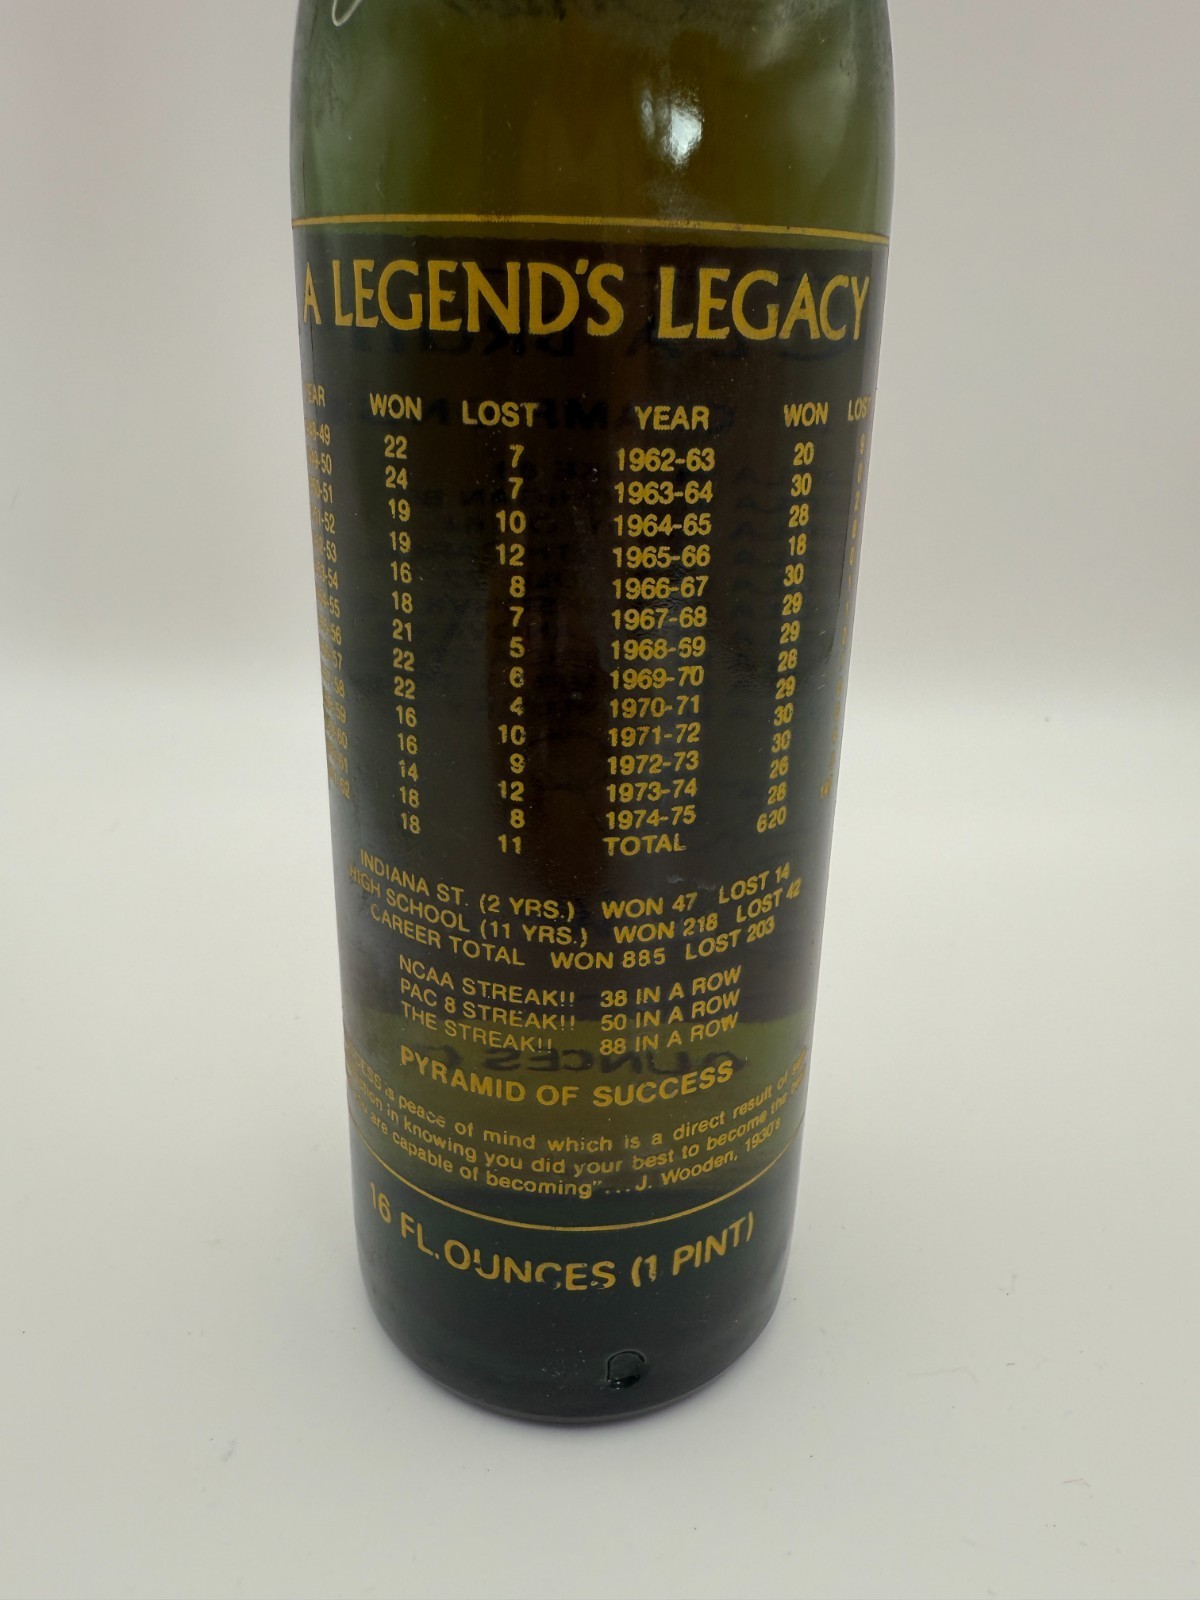 A LEGEND'S LEGACY
WON LOST YEAR WON LOST
22 7 1962-63 20
24 7 1963-64 30
19 10 1964-65 28
19 12 1965-66 18
16 8 1966-67 30
18 7 1967-68 29
21 5 1968-69 29
22 6 1969-70 28
22 4 1970-71 29
16 10 1971-72 30
16 9 1972-73 30
14 12 1973-74 26
18 8 1974-75 28
18 11 TOTAL 620
INDIANA ST. (2 YRS.) WON 47 LOST 14
HIGH SCHOOL (11 YRS.) WON 218 LOST 42
CAREER TOTAL WON 885 LOST 203
NCAA STREAK!! 38 IN A ROW
PAC 8 STREAK!! 50 IN A ROW
THE STREAK!! 88 IN A ROW
PYRAMID OF SUCCESS
is peace of mind which is a direct result of
in knowing you did your best to become the
are capable of becoming"...J. Wooden, 1930's
16 FL. OUNCES (1 PINT)